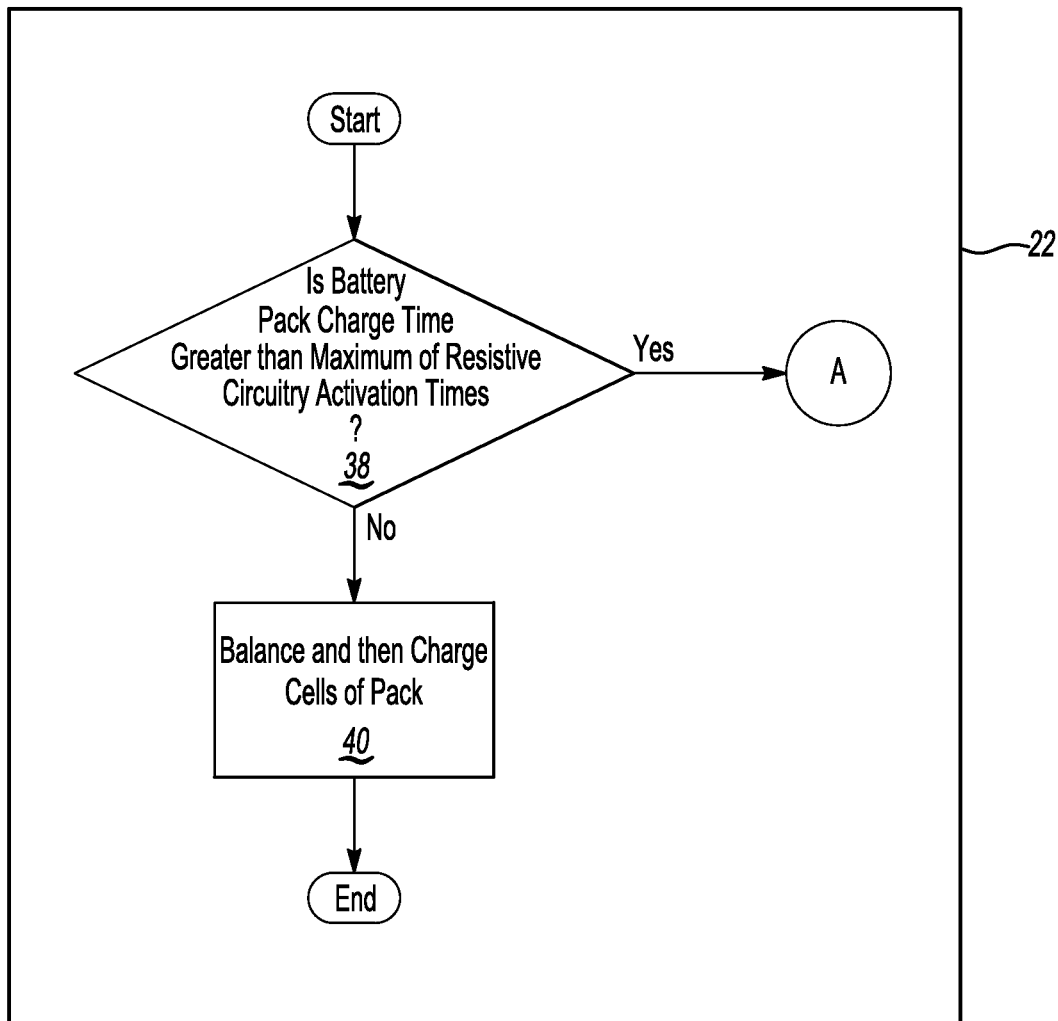 Start
22
Is Battery
Pack Charge Time
Greater than Maximum of Resistive
Circuitry Activation Times
?
38
Yes
A
No
Balance and then Charge
Cells of Pack
40
End